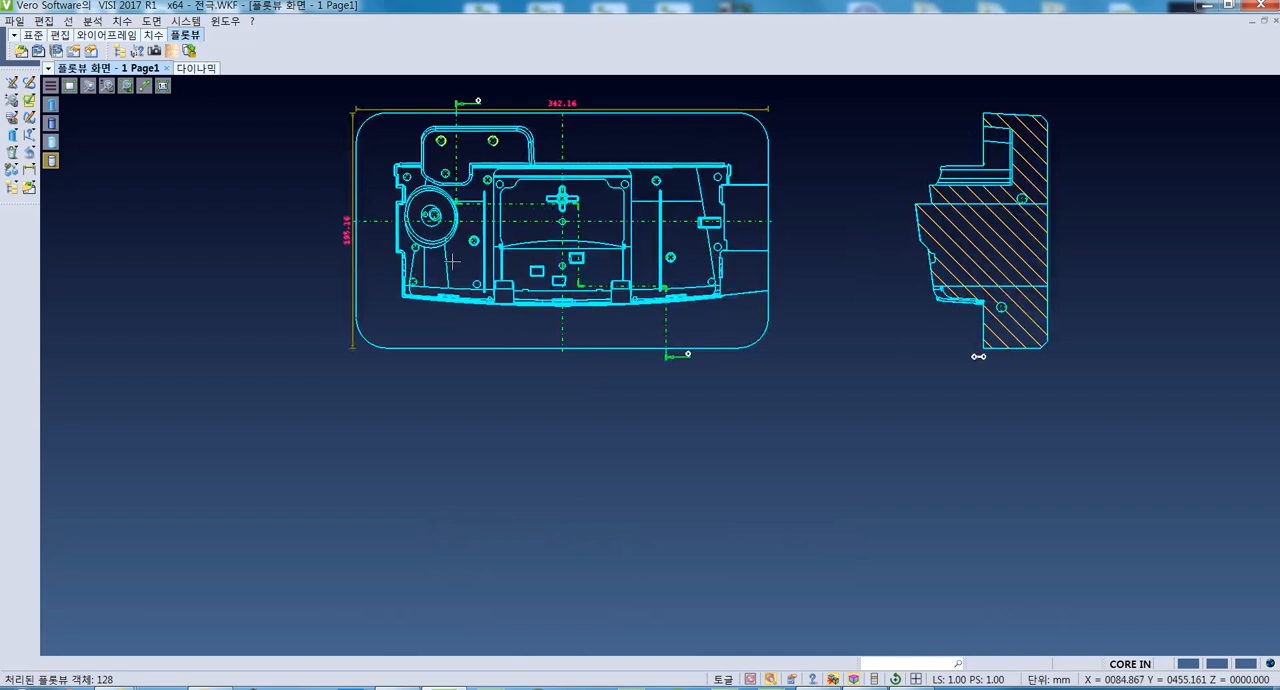 Vero Software의 VISI 2017 R1 x64 - 전극.WKF - [플롯뷰 화면 - 1 Page1]
파일 편집 선 분석 치수 도면 시스템 윈도우 ?
표준 편집 와이어프레임 치수 플롯뷰
플롯뷰 화면 - 1 Page1 × 다이나믹
342.16
195.16
CORE IN
처리된 플롯뷰 객체: 128 토글 LS: 1.00 PS: 1.00 단위: mm X = 0084.867 Y = 0455.161 Z = 0000.000